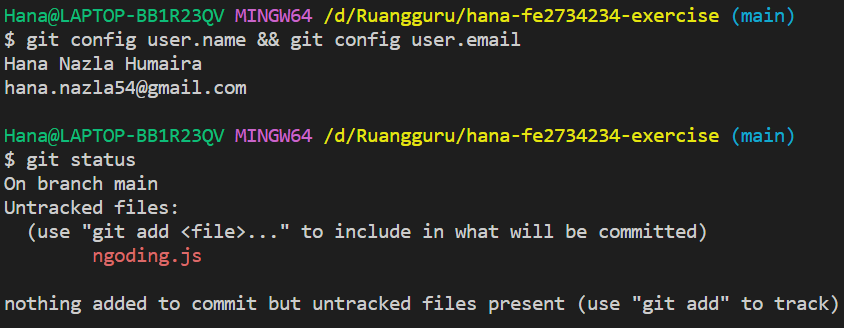 Hana@LAPTOP-BB1R23QV MINGW64 /d/Ruangguru/hana-fe2734234-exercise (main)
$ git config user.name && git config user.email
Hana Nazla Humaira
hana.nazla54@gmail.com
Hana@LAPTOP-BB1R23QV MINGW64 /d/Ruangguru/hana-fe2734234-exercise (main)
$ git status
On branch main
Untracked files:
  (use "git add <file>..." to include in what will be committed)
        ngoding.js
nothing added to commit but untracked files present (use "git add" to track)